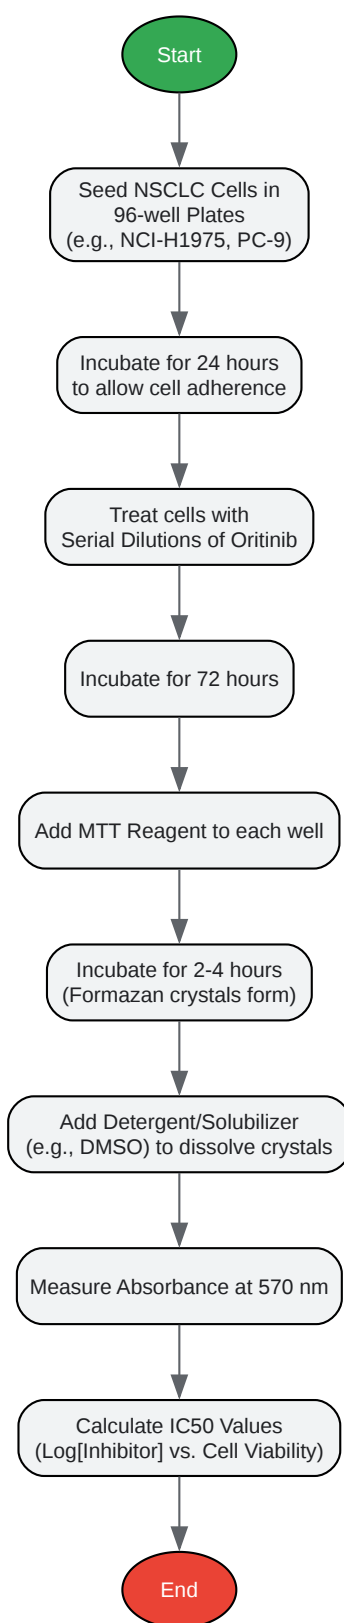 Start
Seed NSCLC Cells in
96-well Plates
(e.g., NCI-H1975, PC-9)
Incubate for 24 hours
to allow cell adherence
Treat cells with
Serial Dilutions of Oritinib
Incubate for 72 hours
Add MTT Reagent to each well
Incubate for 2-4 hours
(Formazan crystals form)
Add Detergent/Solubilizer
(e.g., DMSO) to dissolve crystals
Measure Absorbance at 570 nm
Calculate IC50 Values
(Log[Inhibitor] vs. Cell Viability)
End